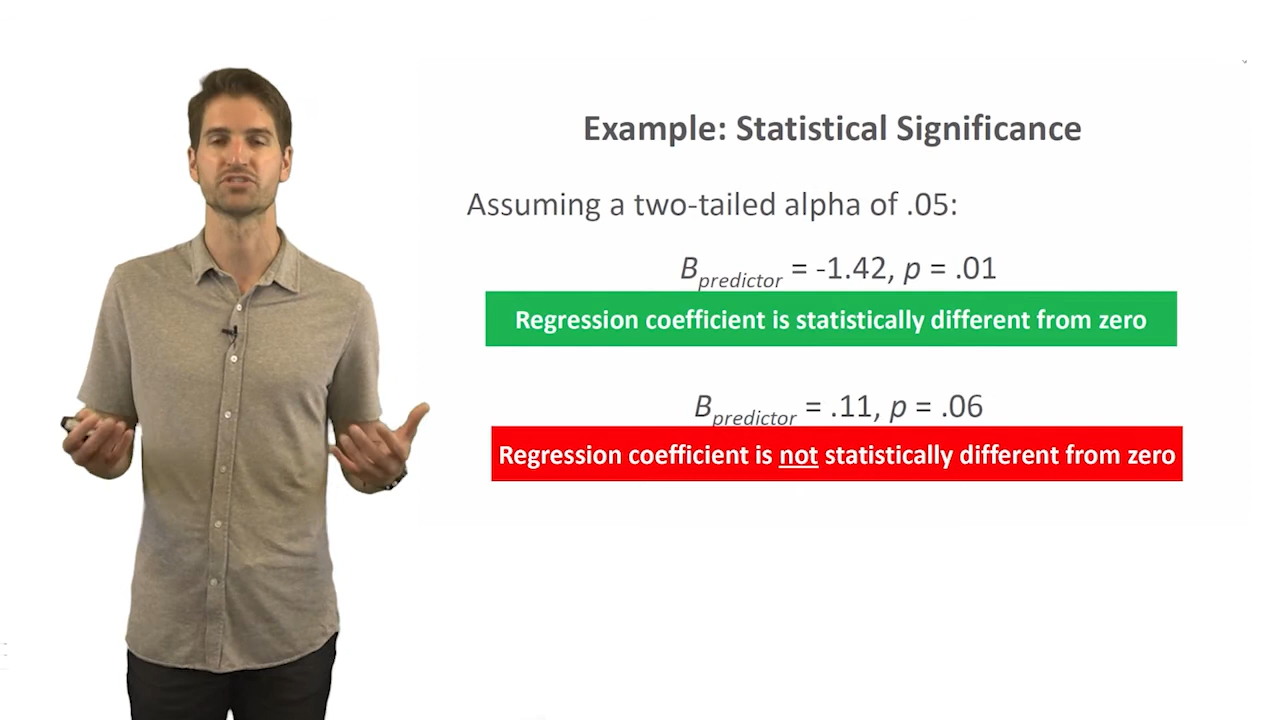 Example: Statistical Significance
Assuming a two-tailed alpha of .05:
Bpredictor = -1.42, p = .01
Regression coefficient is statistically different from zero
Bpredictor = .11, p = .06
Regression coefficient is not statistically different from zero